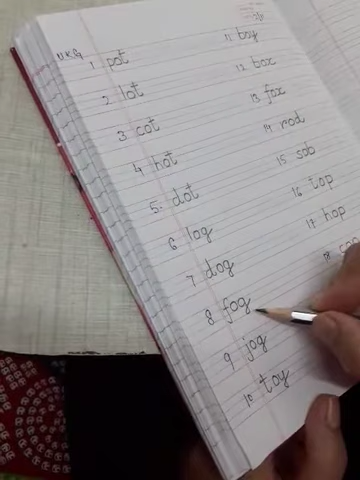 UKG
1 pot
2 lot
3 cot
4 hot
5. dot
6 log
7 dog
8 fog
9 jog
10 toy
11 boy
12 box
13 fox
14 rod
15 sob
16 top
17 hop
18